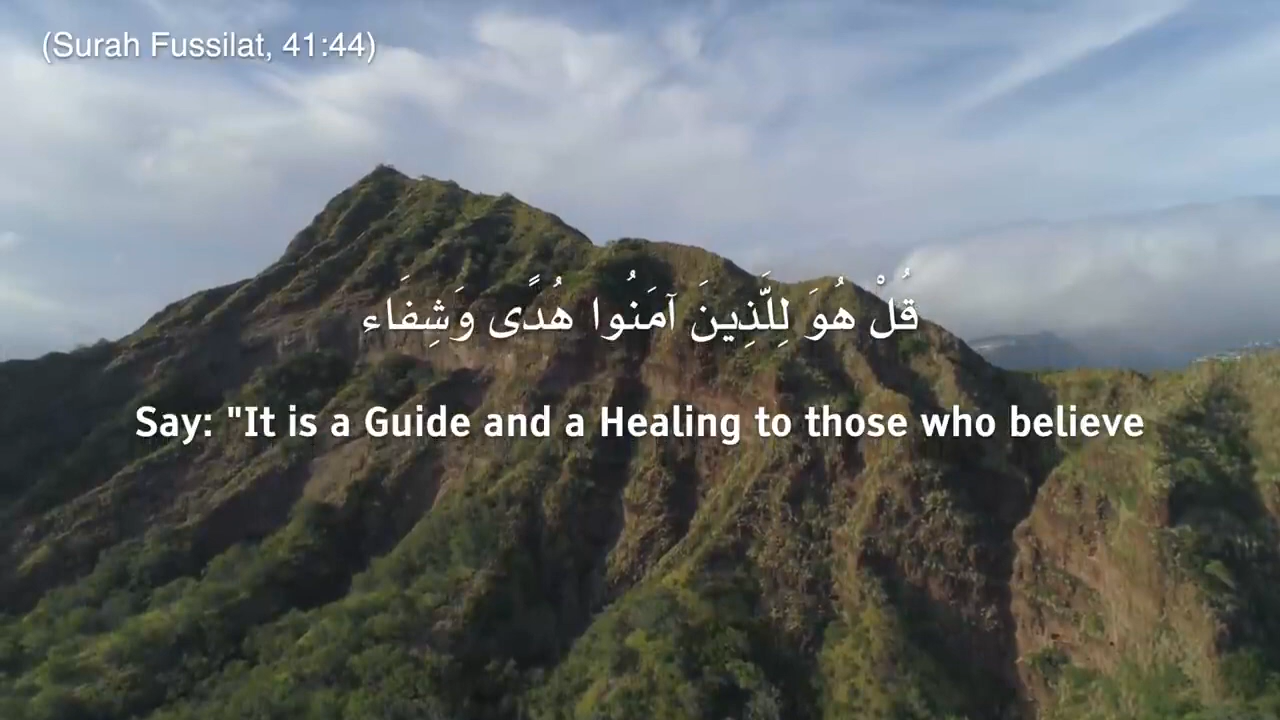 (Surah Fussilat, 41:44)
قُلْ هُوَ لِلَّذِينَ آمَنُوا هُدًى وَشِفَاءُ
Say: "It is a Guide and a Healing to those who believe